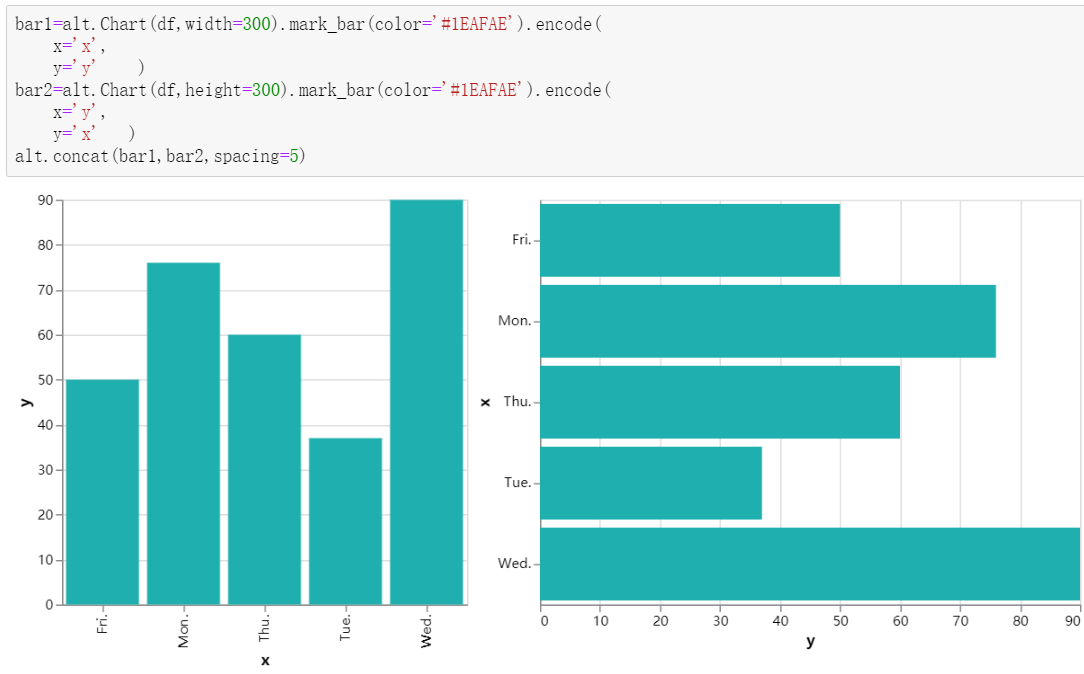 bar1=alt.Chart(df,width=300).mark_bar(color='#1EAFAE').encode(
    x='x',
    y='y'    )
bar2=alt.Chart(df,height=300).mark_bar(color='#1EAFAE').encode(
    x='y',
    y='x'   )
alt.concat(bar1,bar2,spacing=5)
90
80
70
60
50
40
30
20
10
0
y
Fri. Mon. Thu. Tue. Wed.
x
x
Fri.
Mon.
Thu.
Tue.
Wed.
0 10 20 30 40 50 60 70 80 90
y